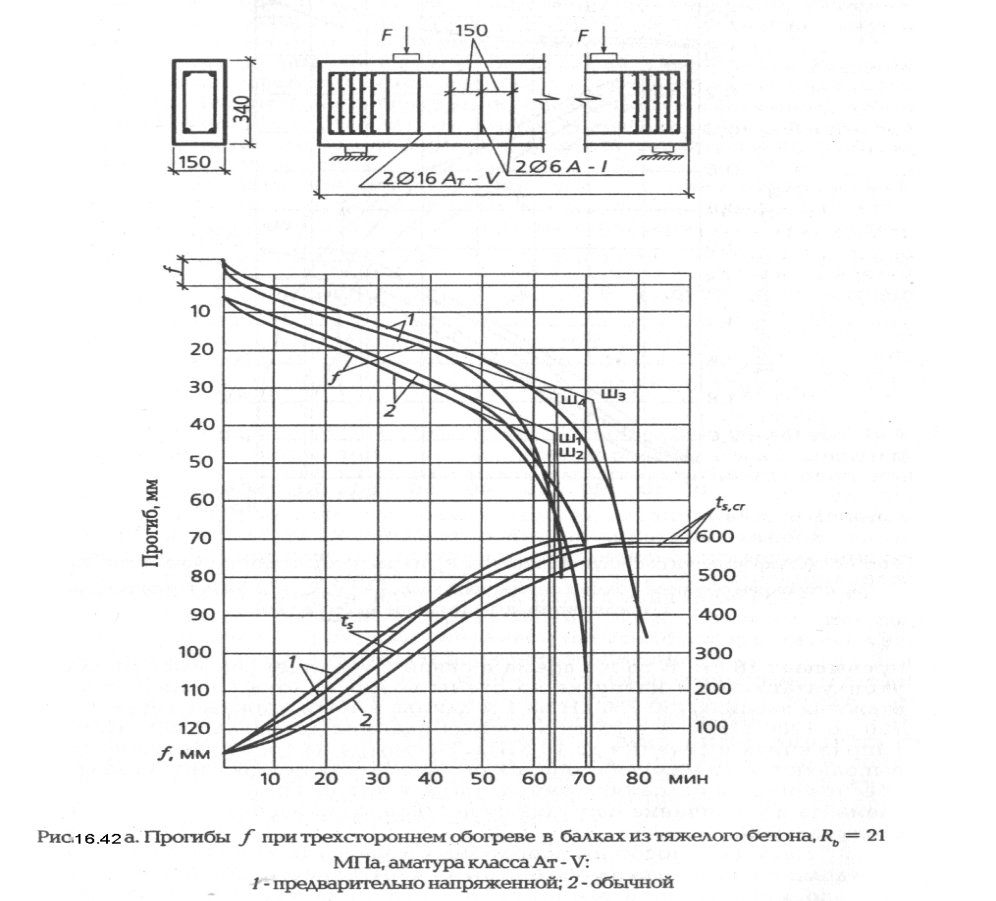 F
150
F
340
150
2Ø16 Aт - V
2Ø6 A - I
f
10
20
30
40
50
60
70
80
90
100
110
120
f, мм
Прогиб, мм
1
f
2
Ш4
Ш3
Ш1
Ш2
ts,cr
600
500
400
300
200
100
ts
1
2
10 20 30 40 50 60 70 80 мин
Рис.16.42 а. Прогибы f при трехстороннем обогреве в балках из тяжелого бетона, Rb = 21
МПа, аматура класса Ат - V:
1 - предварительно напряженной; 2 - обычной